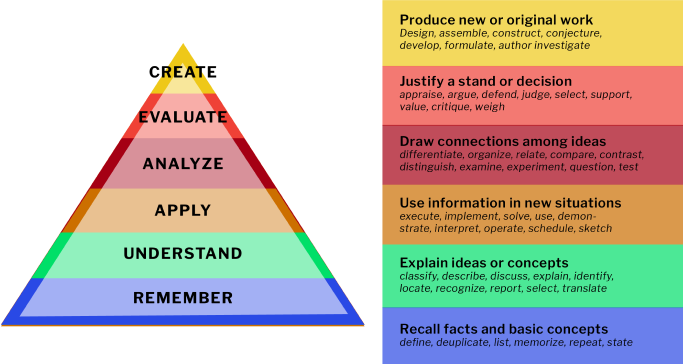 CREATE
EVALUATE
ANALYZE
APPLY
UNDERSTAND
REMEMBER
Produce new or original work
Design, assemble, construct, conjecture,
develop, formulate, author investigate
Justify a stand or decision
appraise, argue, defend, judge, select, support,
value, critique, weigh
Draw connections among ideas
differentiate, organize, relate, compare, contrast,
distinguish, examine, experiment, question, test
Use information in new situations
execute, implement, solve, use, demon-
strate, interpret, operate, schedule, sketch
Explain ideas or concepts
classify, describe, discuss, explain, identify,
locate, recognize, report, select, translate
Recall facts and basic concepts
define, deuplicate, list, memorize, repeat, state